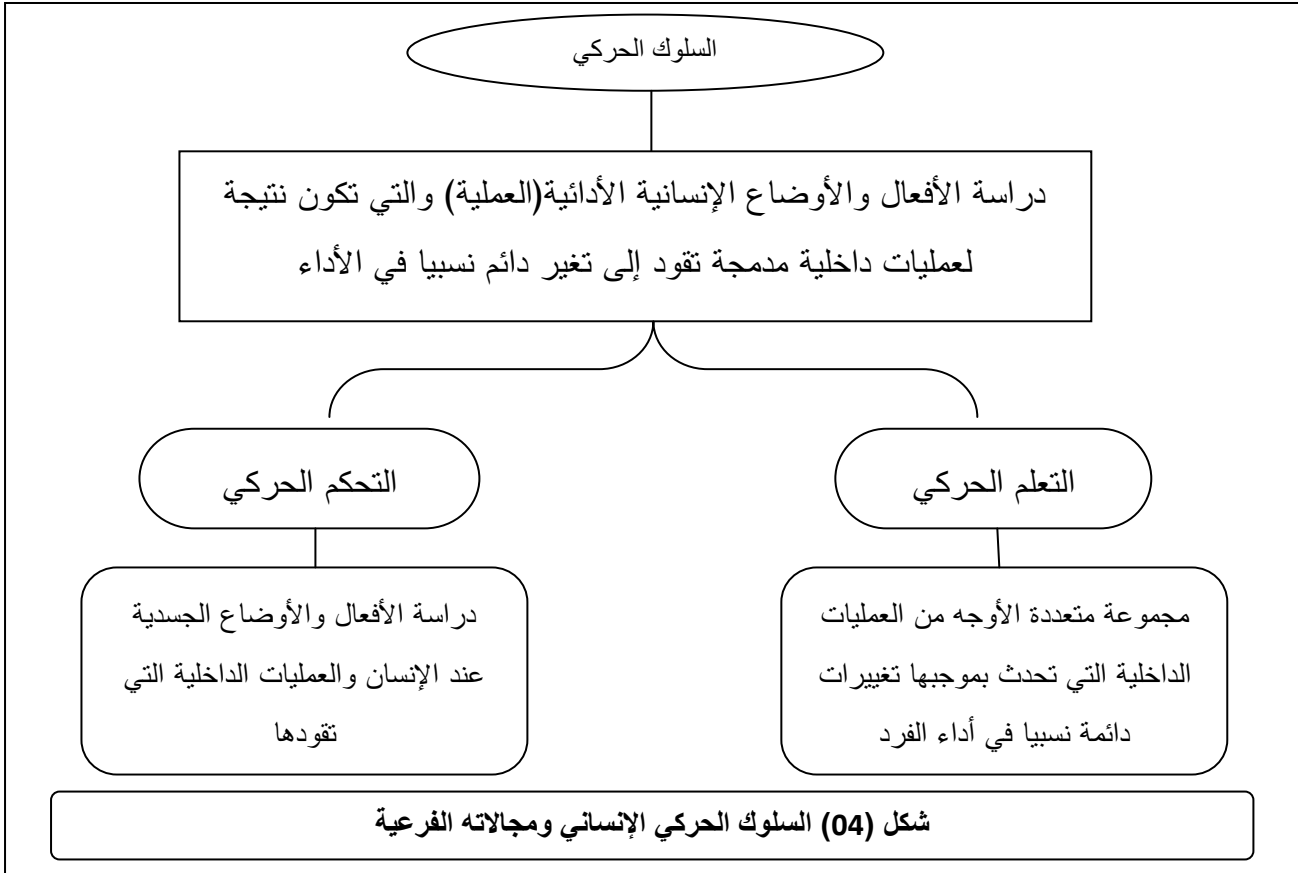 السلوك الحركي
دراسة الأفعال والأوضاع الإنسانية الأدائية(العملية) والتي تكون نتيجة
لعمليات داخلية مدمجة تقود إلى تغير دائم نسبيا في الأداء
التعلم الحركي
التحكم الحركي
مجموعة متعددة الأوجه من العمليات
الداخلية التي تحدث بموجبها تغييرات
دائمة نسبيا في أداء الفرد
دراسة الأفعال والأوضاع الجسدية
عند الإنسان والعمليات الداخلية التي
تقودها
شكل (04) السلوك الحركي الإنساني ومجالاته الفرعية